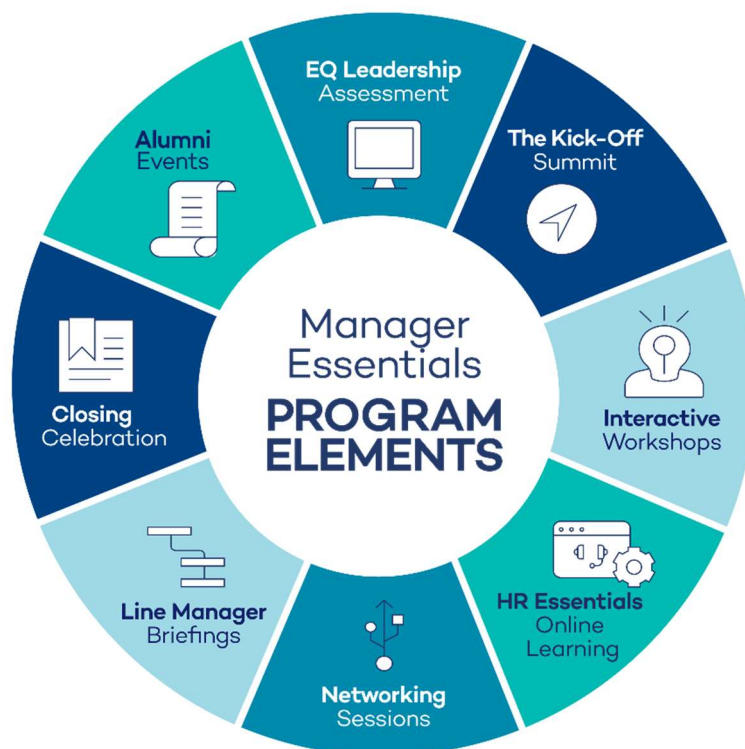 Manager
Essentials
PROGRAM
ELEMENTS
EQ Leadership
Assessment
The Kick-Off
Summit
Interactive
Workshops
HR Essentials
Online
Learning
Networking
Sessions
Line Manager
Briefings
Closing
Celebration
Alumni
Events